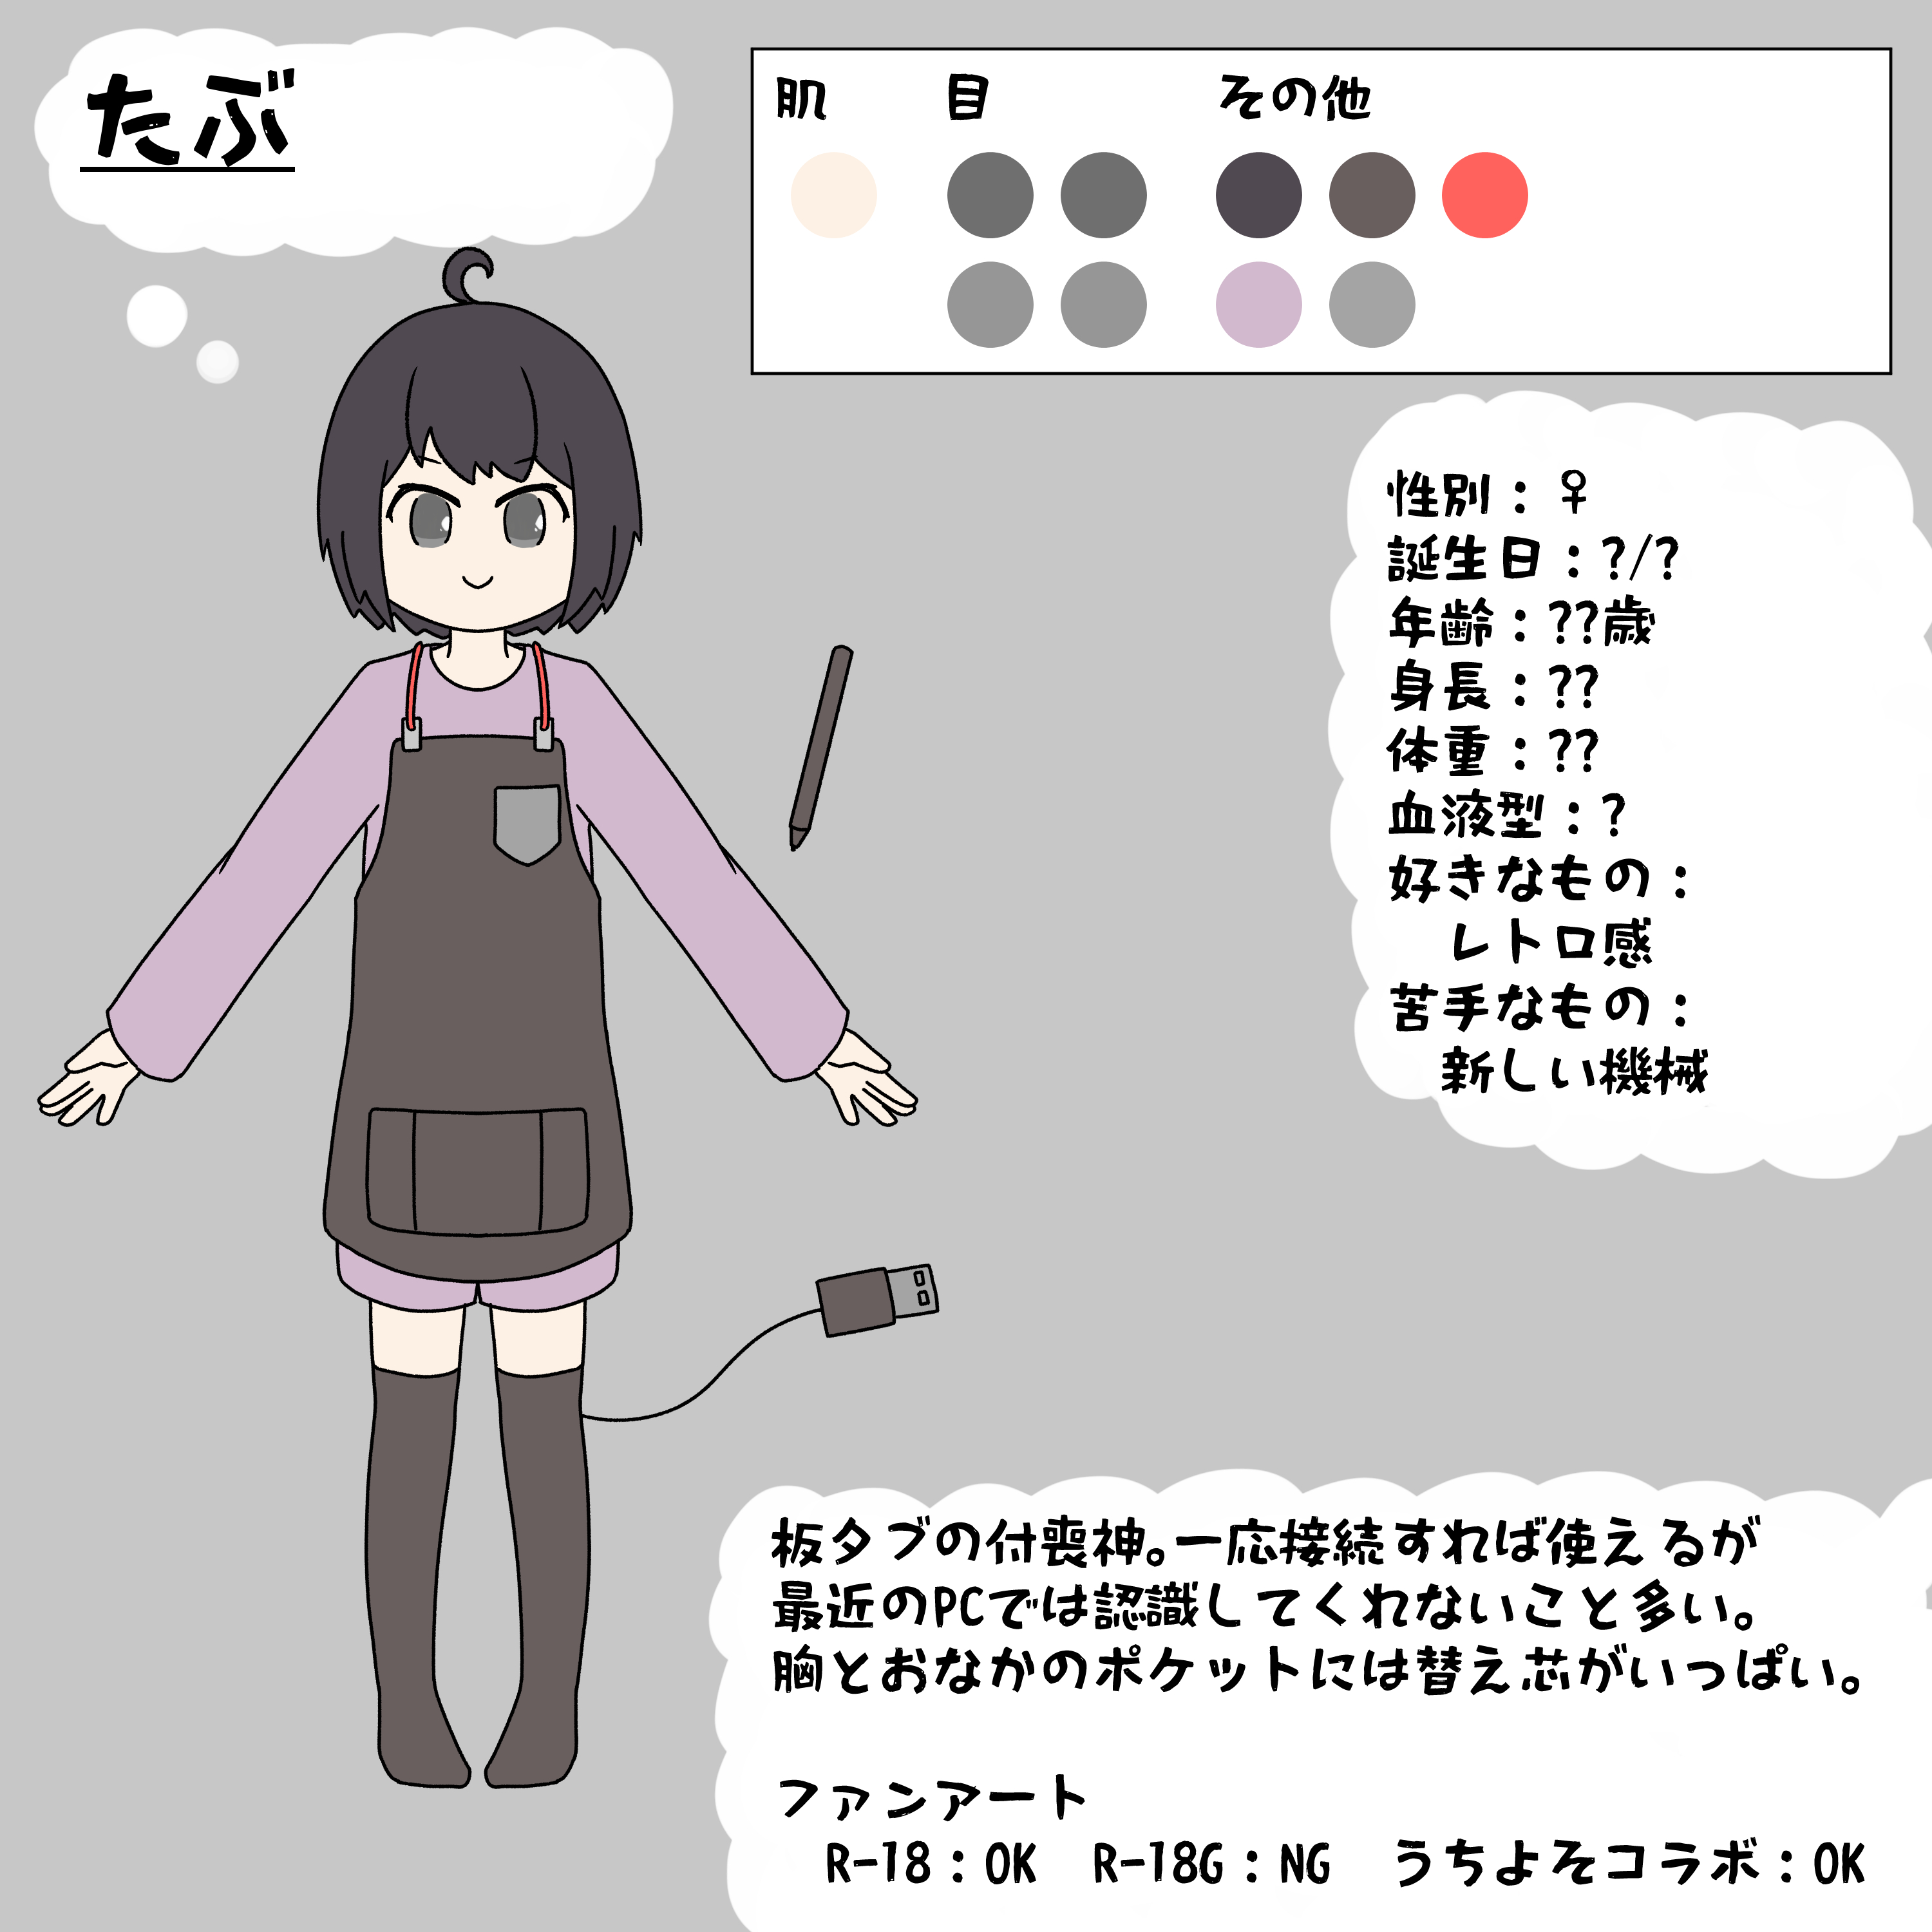 たぶ
肌 目 その他
性別：♀
誕生日：?/?
年齢：??歳
身長：??
体重：??
血液型：?
好きなもの：
レトロ感
苦手なもの：
新しい機械
板タブの付喪神。一応接続すれば使えるが
最近のPCでは認識してくれないこと多い。
胸とおなかのポケットには替え芯がいっぱい。
ファンアート
R-18：OK R-18G：NG うちよそコラボ：OK